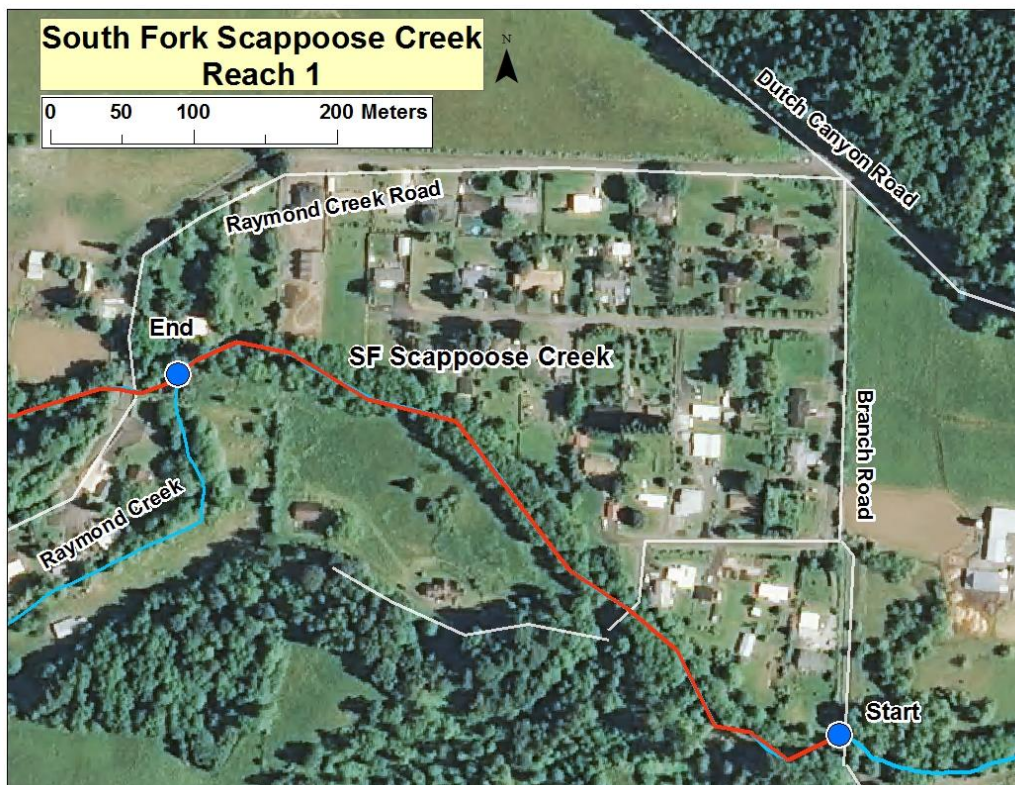 South Fork Scappoose Creek
Reach 1
N
0 50 100 200 Meters
Dutch Canyon Road
Raymond Creek Road
End
SF Scappoose Creek
Branch Road
Raymond Creek
Start